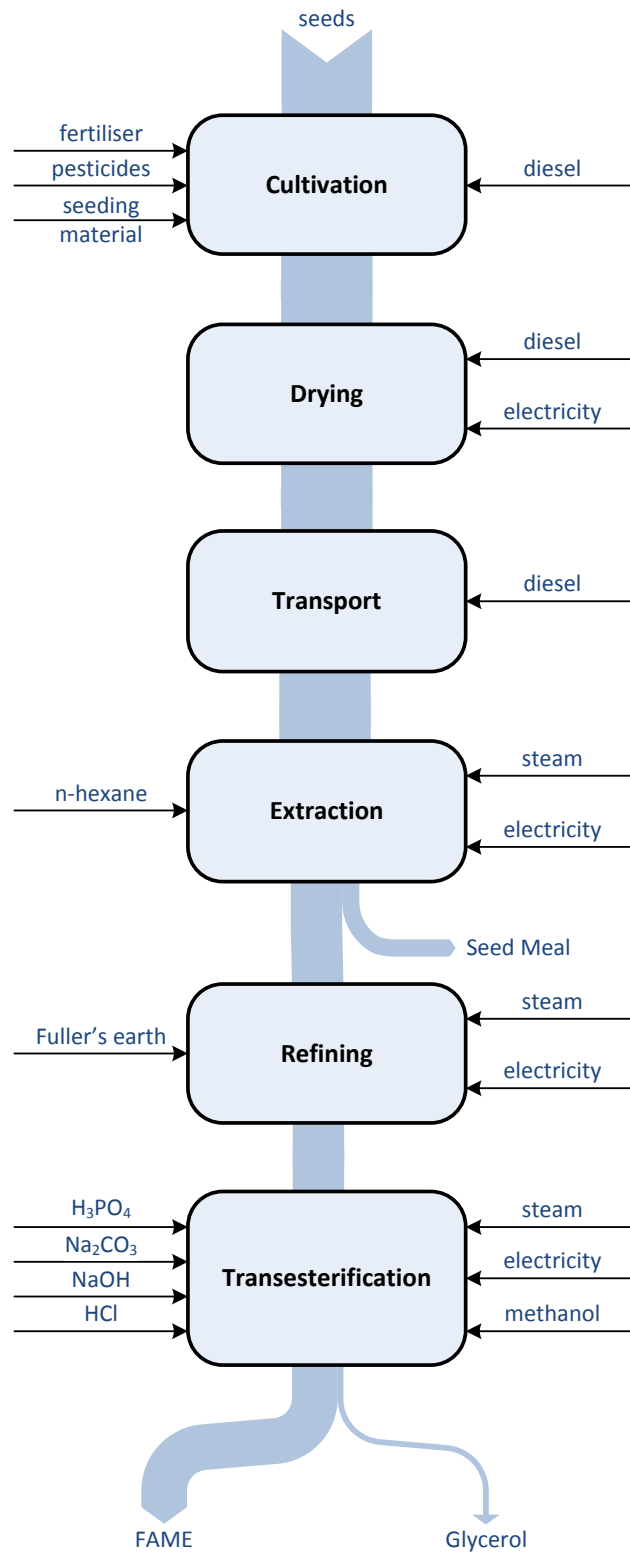 seeds
fertiliser
pesticides
seeding
material
Cultivation
diesel
Drying
diesel
electricity
Transport
diesel
n-hexane
Extraction
steam
electricity
Seed Meal
Fuller's earth
Refining
steam
electricity
H₃PO₄
Na₂CO₃
NaOH
HCl
Transesterification
steam
electricity
methanol
FAME
Glycerol